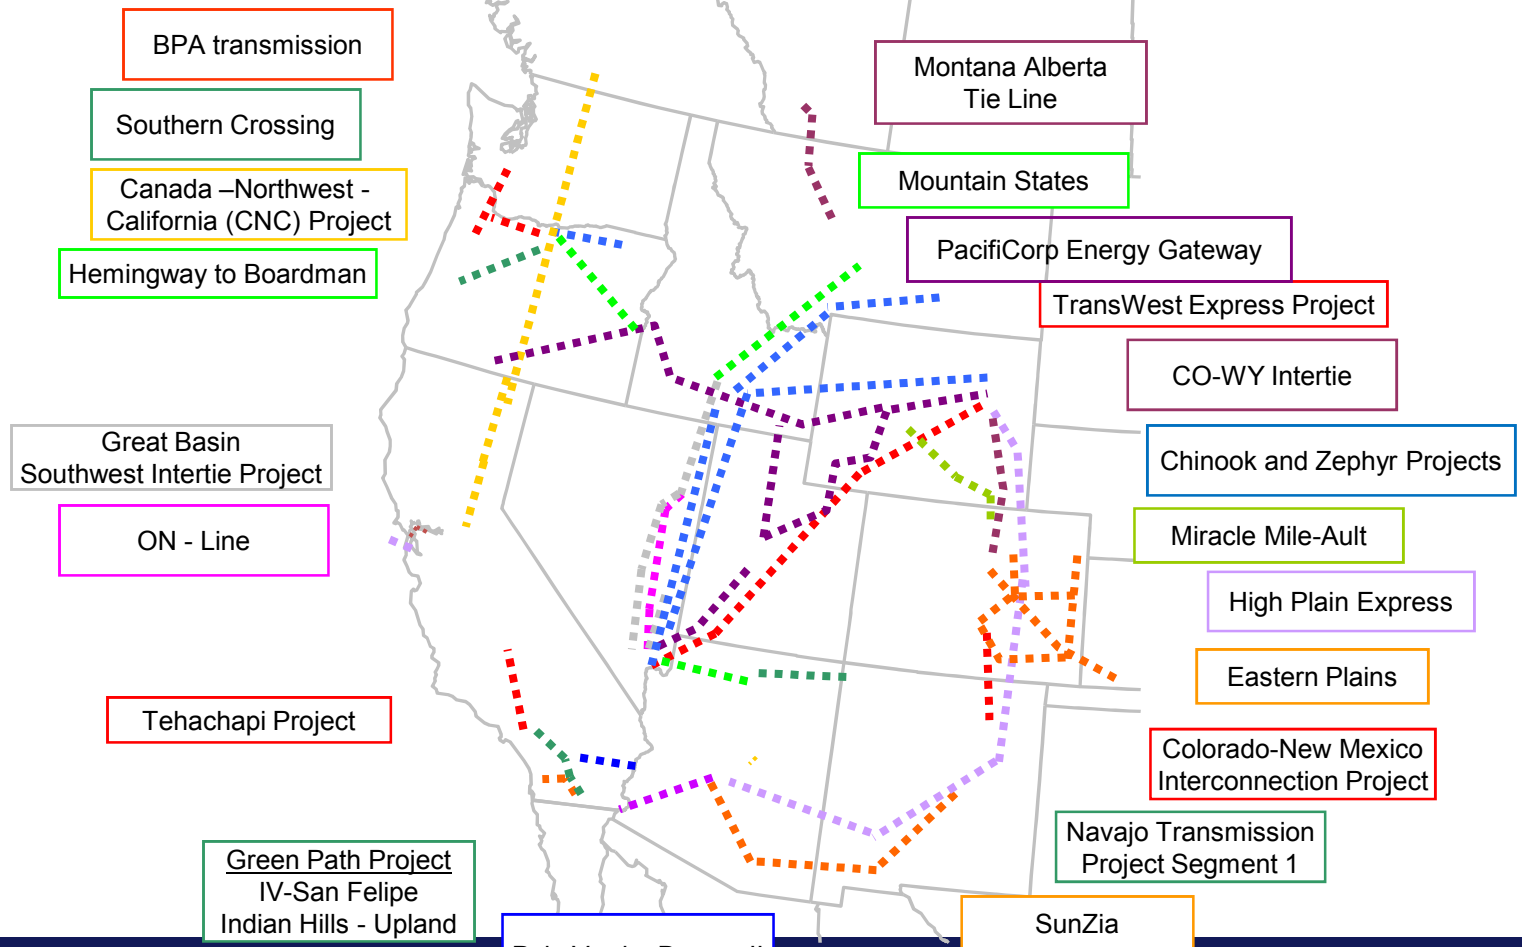 BPA transmission
Southern Crossing
Canada –Northwest -
California (CNC) Project
Hemingway to Boardman
Great Basin
Southwest Intertie Project
ON - Line
Tehachapi Project
Green Path Project
IV-San Felipe
Indian Hills - Upland
Montana Alberta
Tie Line
Mountain States
PacifiCorp Energy Gateway
TransWest Express Project
CO-WY Intertie
Chinook and Zephyr Projects
Miracle Mile-Ault
High Plain Express
Eastern Plains
Colorado-New Mexico
Interconnection Project
Navajo Transmission
Project Segment 1
SunZia